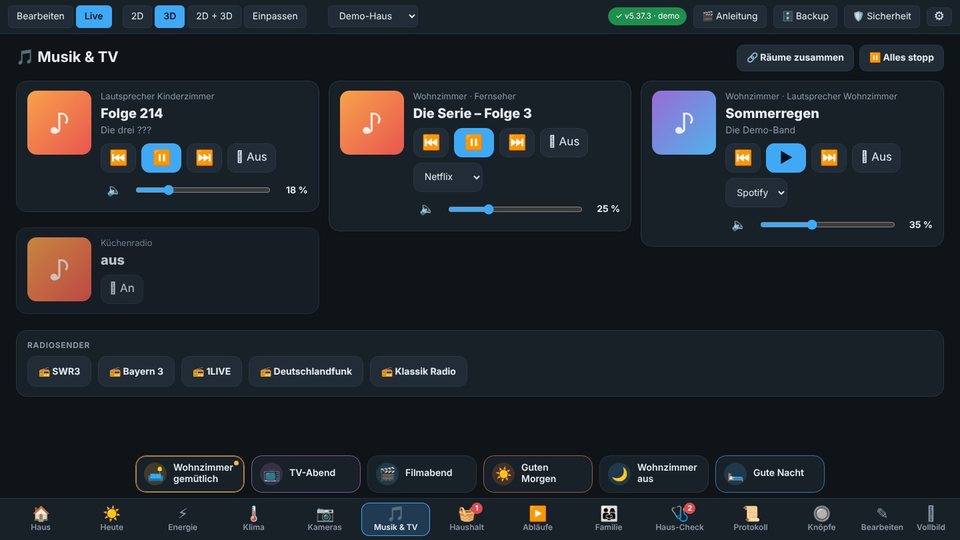 Bearbeiten Live 2D 3D 2D + 3D Einpassen Demo-Haus ✓ v5.37.3 · demo Anleitung Backup Sicherheit
Musik & TV
Räume zusammen Alles stopp
Lautsprecher Kinderzimmer
Folge 214
Die drei ???
Aus
18 %
Wohnzimmer · Fernseher
Die Serie – Folge 3
Aus
Netflix
25 %
Wohnzimmer · Lautsprecher Wohnzimmer
Sommerregen
Die Demo-Band
Aus
Spotify
35 %
Küchenradio
aus
An
RADIOSENDER
SWR3 Bayern 3 1LIVE Deutschlandfunk Klassik Radio
Wohnzimmer
gemütlich
TV-Abend
Filmabend
Guten
Morgen
Wohnzimmer
aus
Gute Nacht
1 2
Haus Heute Energie Klima Kameras Musik & TV Haushalt Abläufe Familie Haus-Check Protokoll Knöpfe Bearbeiten Vollbild